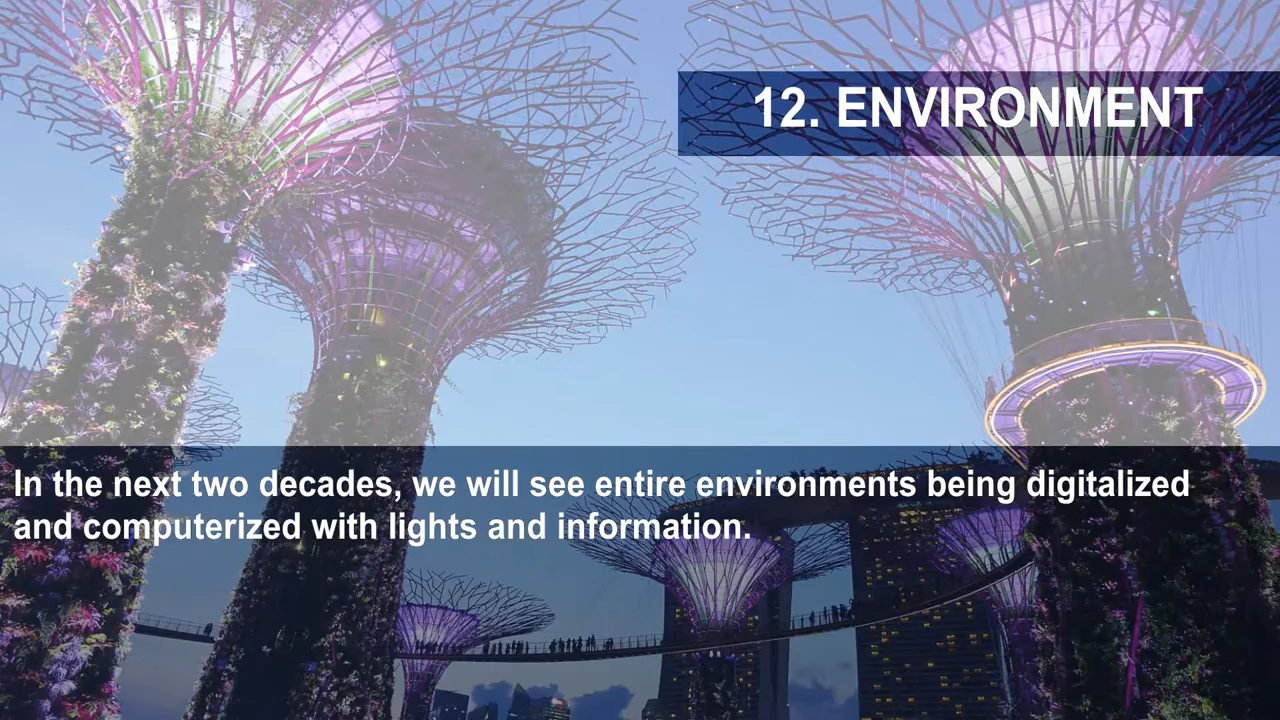 12. ENVIRONMENT
In the next two decades, we will see entire environments being digitalized
and computerized with lights and information.